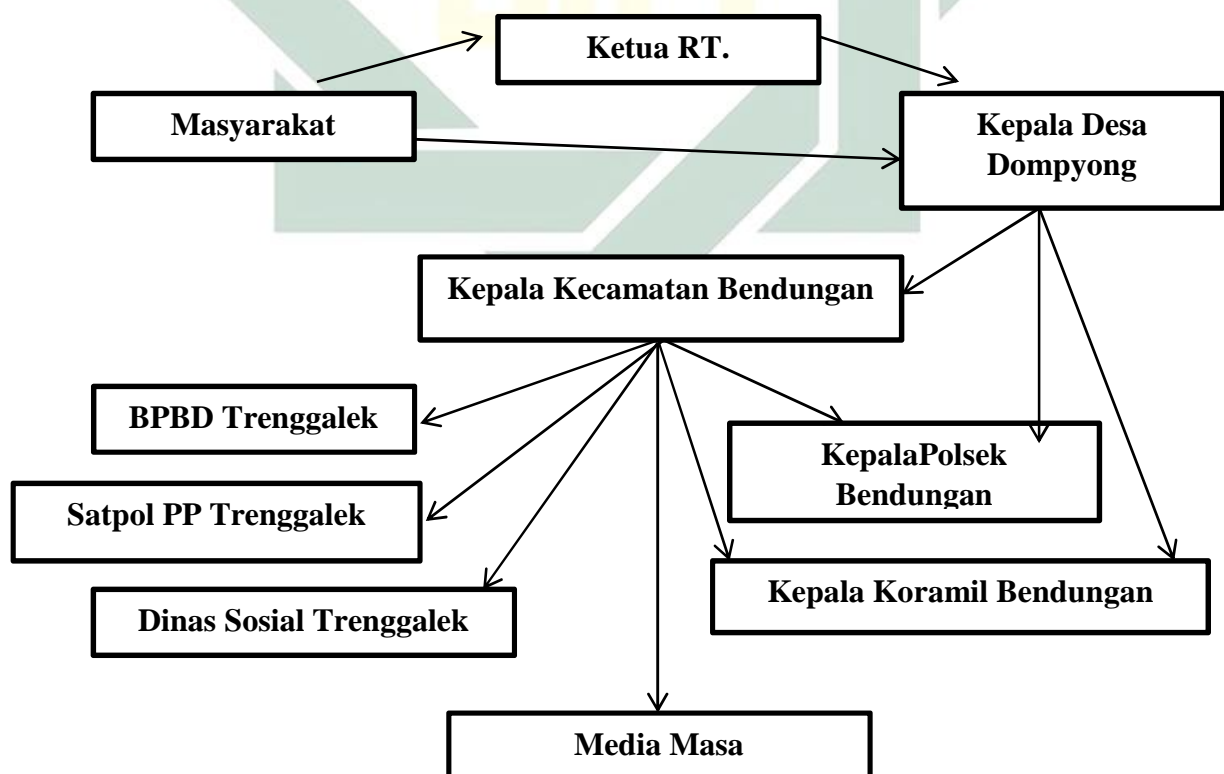 Ketua RT.
Masyarakat
Kepala Desa
Dompyong
Kepala Kecamatan Bendungan
BPBD Trenggalek
KepalaPolsek
Bendungan
Satpol PP Trenggalek
Kepala Koramil Bendungan
Dinas Sosial Trenggalek
Media Masa